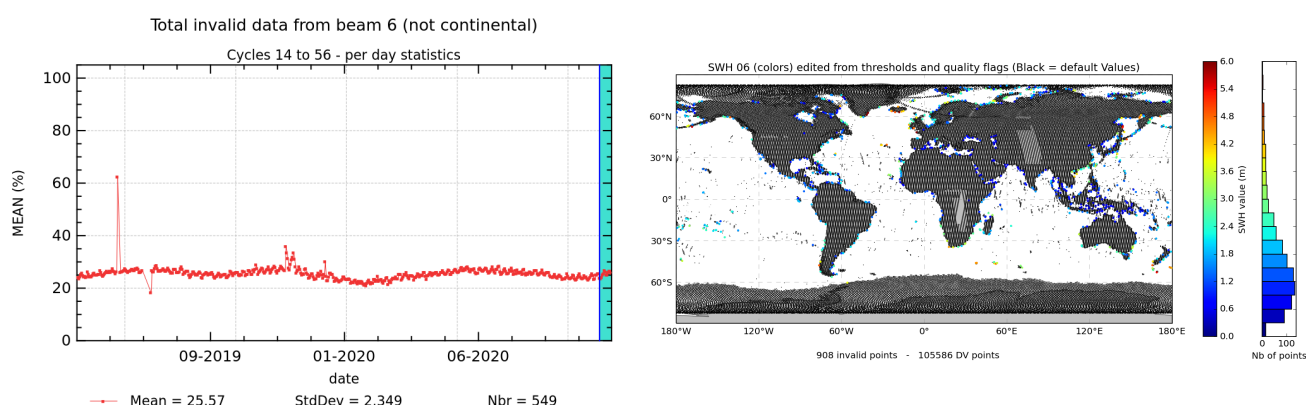 Total invalid data from beam 6 (not continental)
Cycles 14 to 56 - per day statistics
MEAN (%)
100
80
60
40
20
0
09-2019
01-2020
06-2020
date
Mean = 25.57
StdDev = 2.349
Nbr = 549
SWH 06 (colors) edited from thresholds and quality flags (Black = default Values)
60°N
30°N
0°
30°S
60°S
180°W
120°W
60°W
0°
60°E
120°E
180°E
908 invalid points - 105586 DV points
6.0
5.4
4.8
4.2
3.6
3.0
2.4
1.8
1.2
0.6
0.0
SWH value (m)
0
100
Nb of points